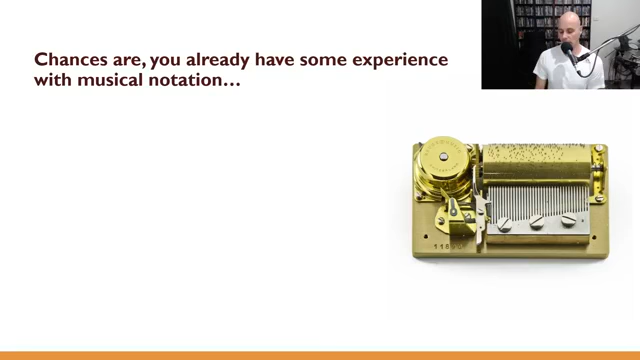 Chances are, you already have some experience
with musical notation…